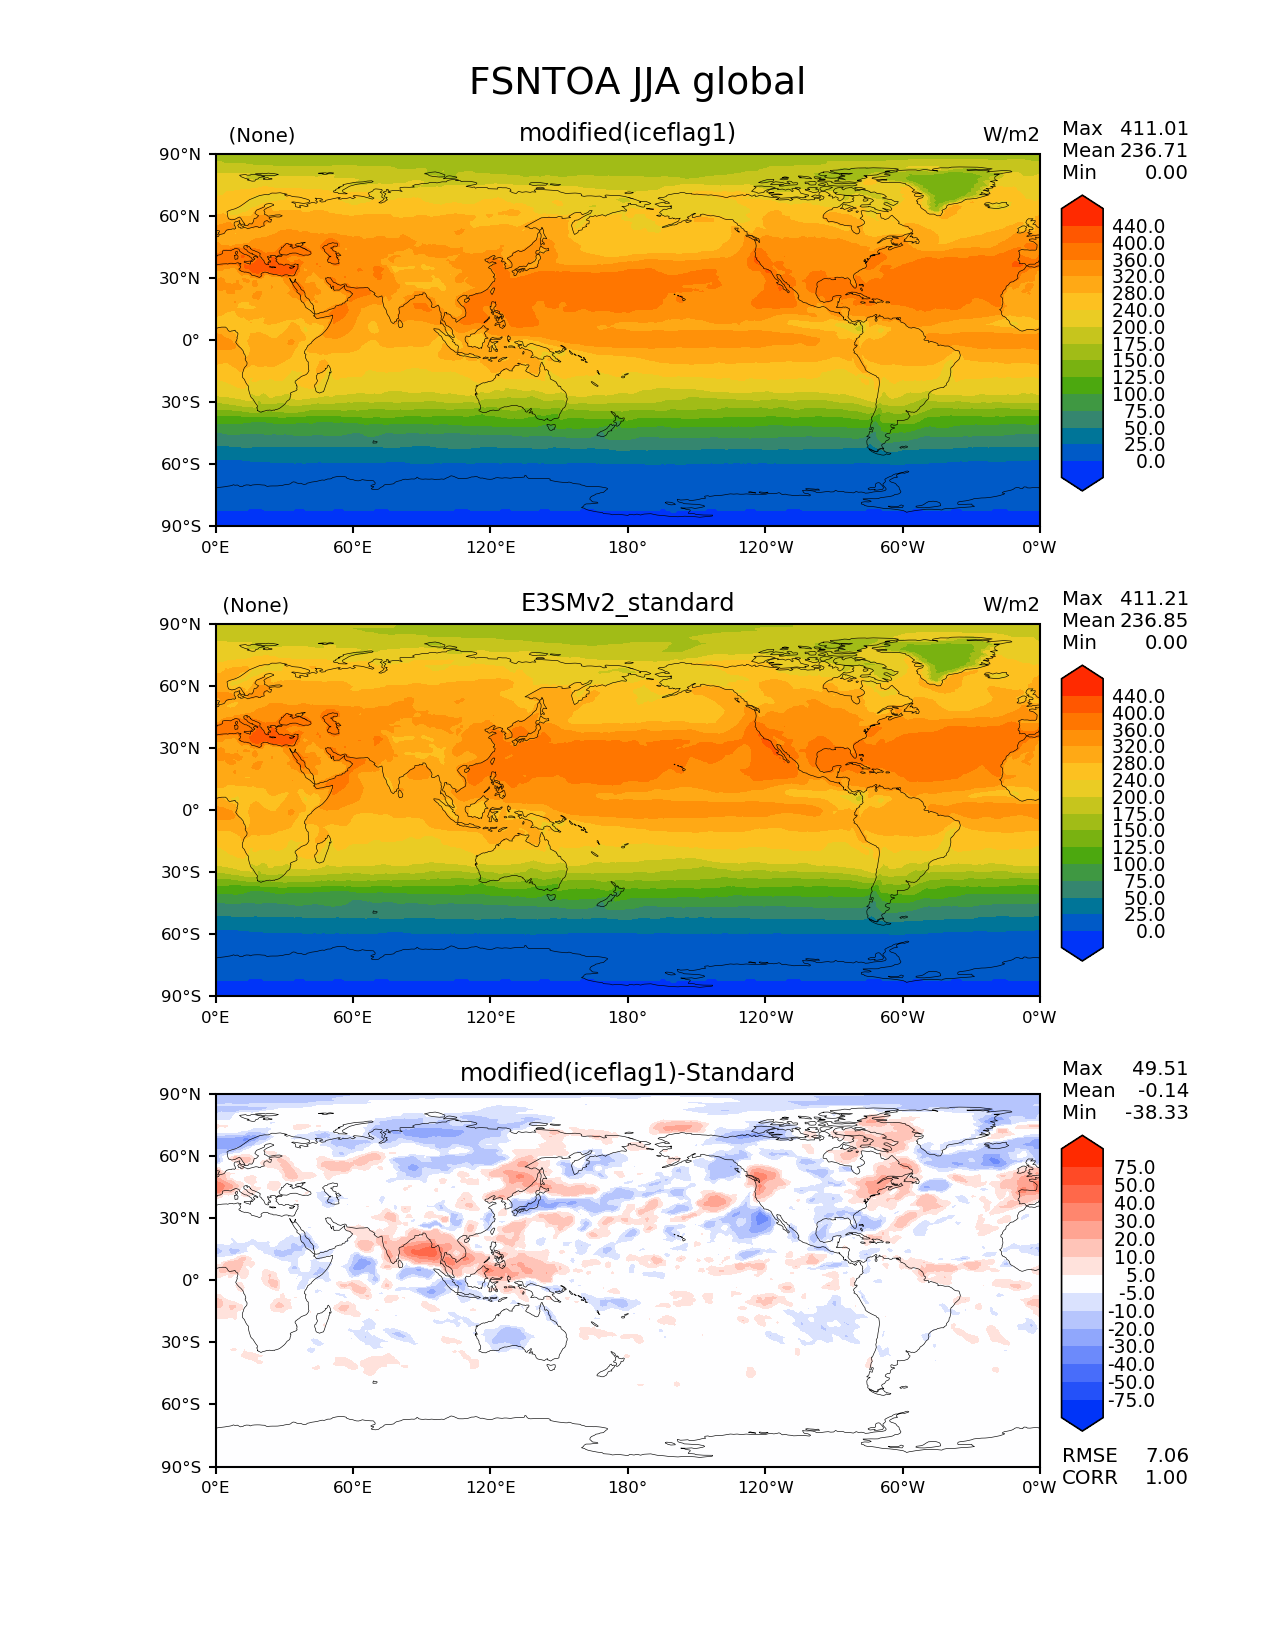 FSNTOA JJA global
(None) modified(iceflag1) W/m2
Max 411.01
Mean 236.71
Min 0.00
90°N
60°N
30°N
0°
30°S
60°S
90°S
0°E 60°E 120°E 180° 120°W 60°W 0°W
440.0
400.0
360.0
320.0
280.0
240.0
200.0
175.0
150.0
125.0
100.0
75.0
50.0
25.0
0.0
(None) E3SMv2_standard W/m2
Max 411.21
Mean 236.85
Min 0.00
90°N
60°N
30°N
0°
30°S
60°S
90°S
0°E 60°E 120°E 180° 120°W 60°W 0°W
440.0
400.0
360.0
320.0
280.0
240.0
200.0
175.0
150.0
125.0
100.0
75.0
50.0
25.0
0.0
modified(iceflag1)-Standard
Max 49.51
Mean -0.14
Min -38.33
90°N
60°N
30°N
0°
30°S
60°S
90°S
0°E 60°E 120°E 180° 120°W 60°W 0°W
75.0
50.0
40.0
30.0
20.0
10.0
5.0
-5.0
-10.0
-20.0
-30.0
-40.0
-50.0
-75.0
RMSE 7.06
CORR 1.00